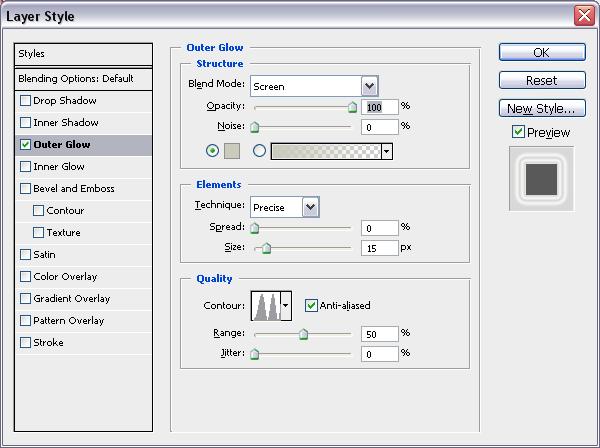 Layer Style
Styles
Blending Options: Default
Drop Shadow
Inner Shadow
Outer Glow
Inner Glow
Bevel and Emboss
Contour
Texture
Satin
Color Overlay
Gradient Overlay
Pattern Overlay
Stroke
Outer Glow
Structure
Blend Mode: Screen
Opacity: 100 %
Noise: 0 %
Elements
Technique: Precise
Spread: 0 %
Size: 15 px
Quality
Contour: Anti-aliased
Range: 50 %
Jitter: 0 %
OK
Reset
New Style...
Preview